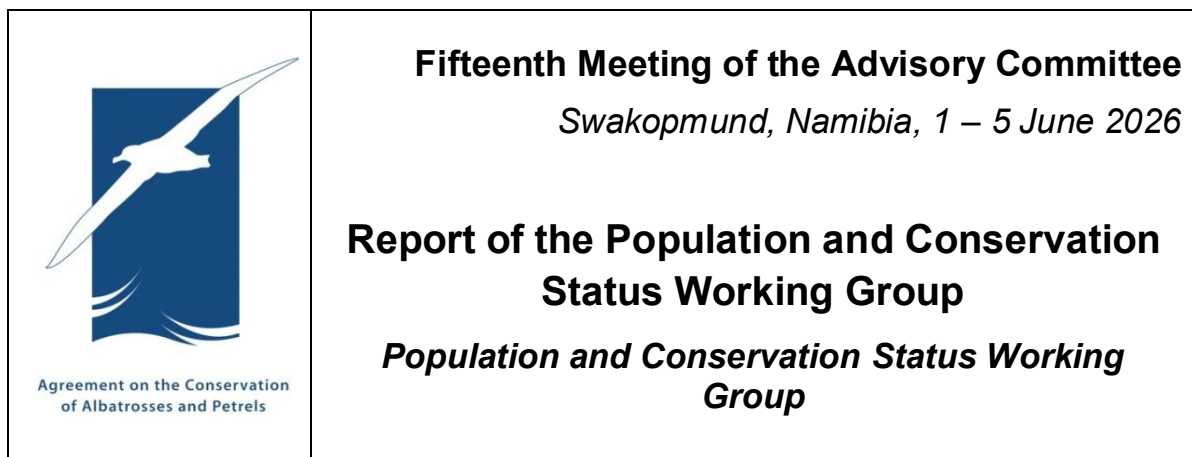 Agreement on the Conservation
of Albatrosses and Petrels
Fifteenth Meeting of the Advisory Committee
Swakopmund, Namibia, 1 – 5 June 2026
Report of the Population and Conservation
Status Working Group
Population and Conservation Status Working
Group